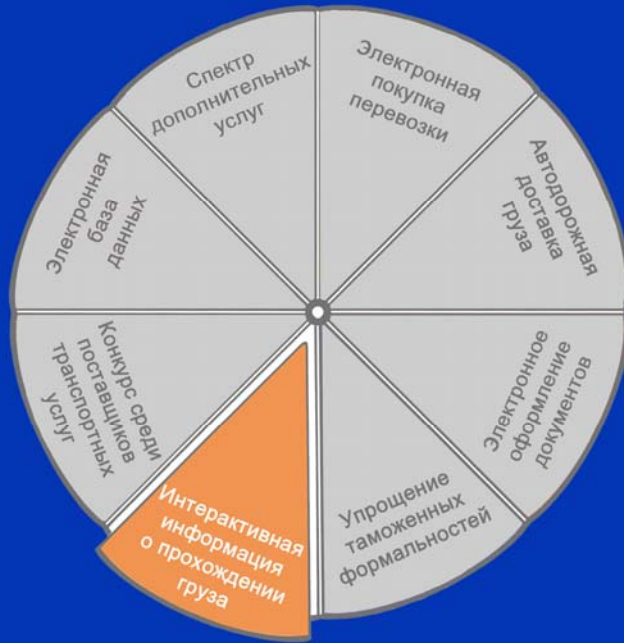 Электронная
покупка
перевозки
Автодорожная
доставка
груза
Электронное
оформление
документов
Упрощение
таможенных
формальностей
Интерактивная
информация
о прохождении
груза
Конкурс среди
поставщиков
транспортных
услуг
Электронная
база
данных
Спектр
дополнительных
услуг